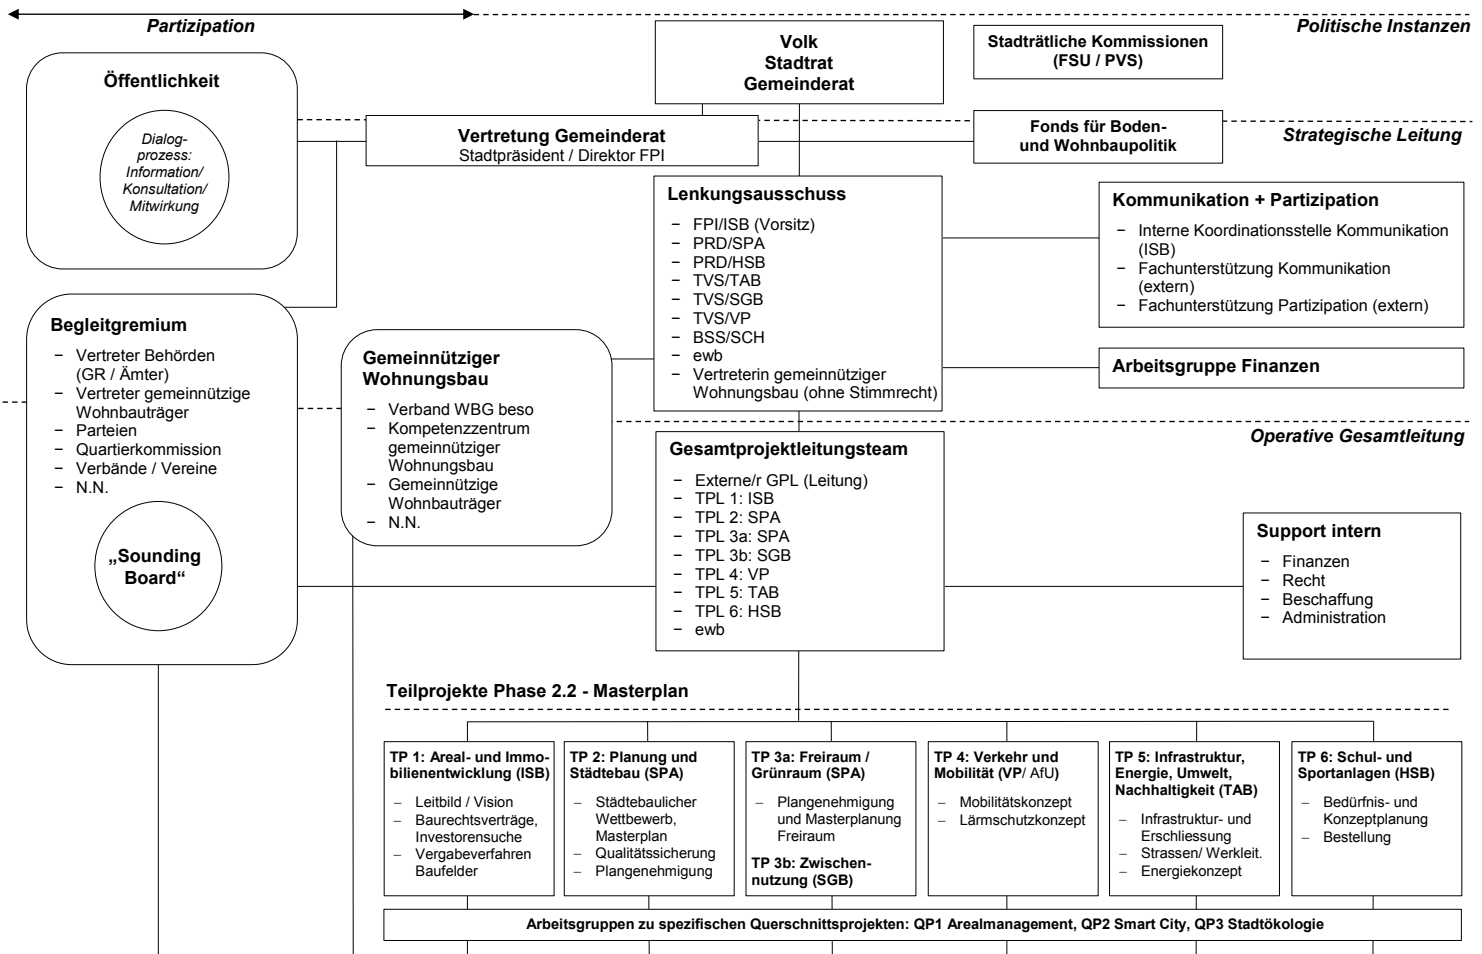 Partizipation
Politische Instanzen
Öffentlichkeit
Dialog-
prozess:
Information/
Konsultation/
Mitwirkung
Volk
Stadtrat
Gemeinderat
Stadträtliche Kommissionen
(FSU / PVS)
Vertretung Gemeinderat
Stadtpräsident / Direktor FPI
Fonds für Boden-
und Wohnbaupolitik
Strategische Leitung
Lenkungsausschuss
− FPI/ISB (Vorsitz)
− PRD/SPA
− PRD/HSB
− TVS/TAB
− TVS/SGB
− TVS/VP
− BSS/SCH
− ewb
− Vertreterin gemeinnütziger
Wohnungsbau (ohne Stimmrecht)
Kommunikation + Partizipation
− Interne Koordinationsstelle Kommunikation
(ISB)
− Fachunterstützung Kommunikation
(extern)
− Fachunterstützung Partizipation (extern)
Arbeitsgruppe Finanzen
Begleitgremium
− Vertreter Behörden
(GR / Ämter)
− Vertreter gemeinnützige
Wohnbauträger
− Parteien
− Quartierkommission
− Verbände / Vereine
− N.N.
„Sounding
Board“
Gemeinnütziger
Wohnungsbau
− Verband WBG beso
− Kompetenzzentrum
gemeinnütziger
Wohnungsbau
− Gemeinnützige
Wohnbauträger
− N.N.
Operative Gesamtleitung
Gesamtprojektleitungsteam
− Externe/r GPL (Leitung)
− TPL 1: ISB
− TPL 2: SPA
− TPL 3a: SPA
− TPL 3b: SGB
− TPL 4: VP
− TPL 5: TAB
− TPL 6: HSB
− ewb
Support intern
− Finanzen
− Recht
− Beschaffung
− Administration
Teilprojekte Phase 2.2 - Masterplan
TP 1: Areal- und Immo-
bilienentwicklung (ISB)
− Leitbild / Vision
− Baurechtsverträge,
Investorensuche
− Vergabeverfahren
Baufelder
TP 2: Planung und
Städtebau (SPA)
− Städtebaulicher
Wettbewerb,
Masterplan
− Qualitätssicherung
− Plangenehmigung
TP 3a: Freiraum /
Grünraum (SPA)
− Plangenehmigung
und Masterplanung
Freiraum
TP 3b: Zwischen-
nutzung (SGB)
TP 4: Verkehr und
Mobilität (VP/ AfU)
− Mobilitätskonzept
− Lärmschutzkonzept
TP 5: Infrastruktur,
Energie, Umwelt,
Nachhaltigkeit (TAB)
− Infrastruktur- und
Erschliessung
− Strassen/ Werkleit.
− Energiekonzept
TP 6: Schul- und
Sportanlagen (HSB)
− Bedürfnis- und
Konzeptplanung
− Bestellung
Arbeitsgruppen zu spezifischen Querschnittsprojekten: QP1 Arealmanagement, QP2 Smart City, QP3 Stadtökologie